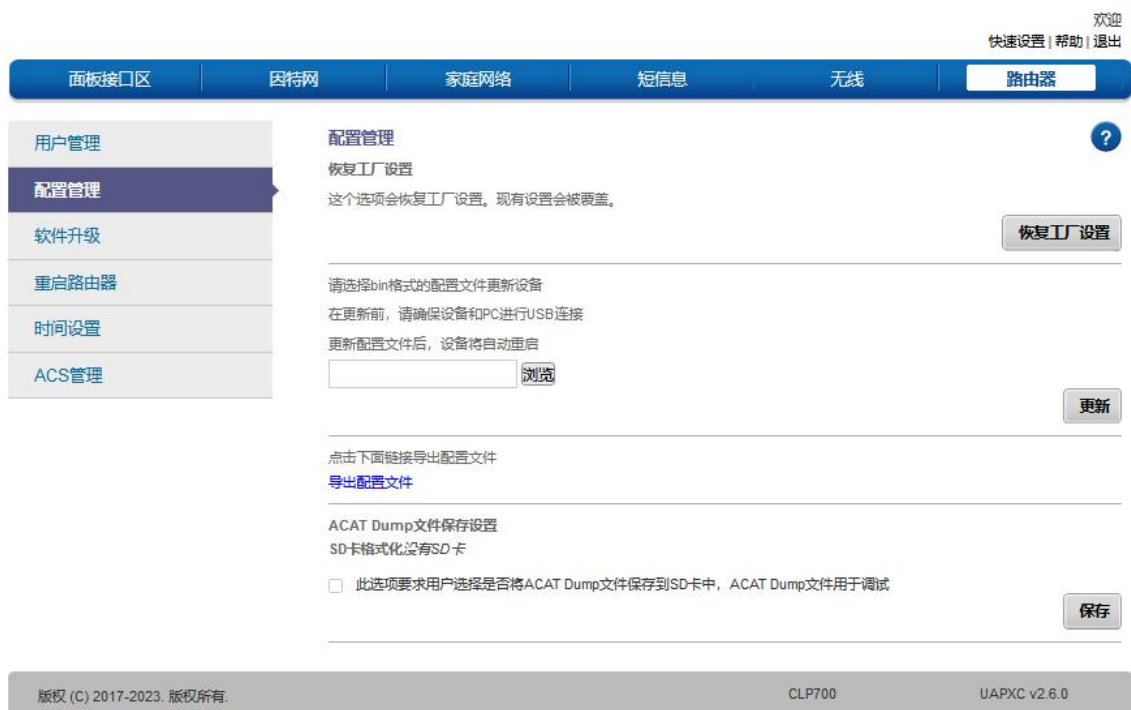 欢迎
快速设置 | 帮助 | 退出
面板接口区 因特网 家庭网络 短信息 无线 路由器
用户管理
配置管理
软件升级
重启路由器
时间设置
ACS管理
配置管理
?
恢复工厂设置
这个选项会恢复工厂设置。现有设置会被覆盖。
恢复工厂设置
请选择bin格式的配置文件更新设备
在更新前，请确保设备和PC进行USB连接
更新配置文件后，设备将自动重启
浏览
更新
点击下面链接导出配置文件
导出配置文件
ACAT Dump文件保存设置
SD卡格式化没有SD卡
此选项要求用户选择是否将ACAT Dump文件保存到SD卡中，ACAT Dump文件用于调试
保存
版权 (C) 2017-2023. 版权所有. CLP700 UAPXC v2.6.0